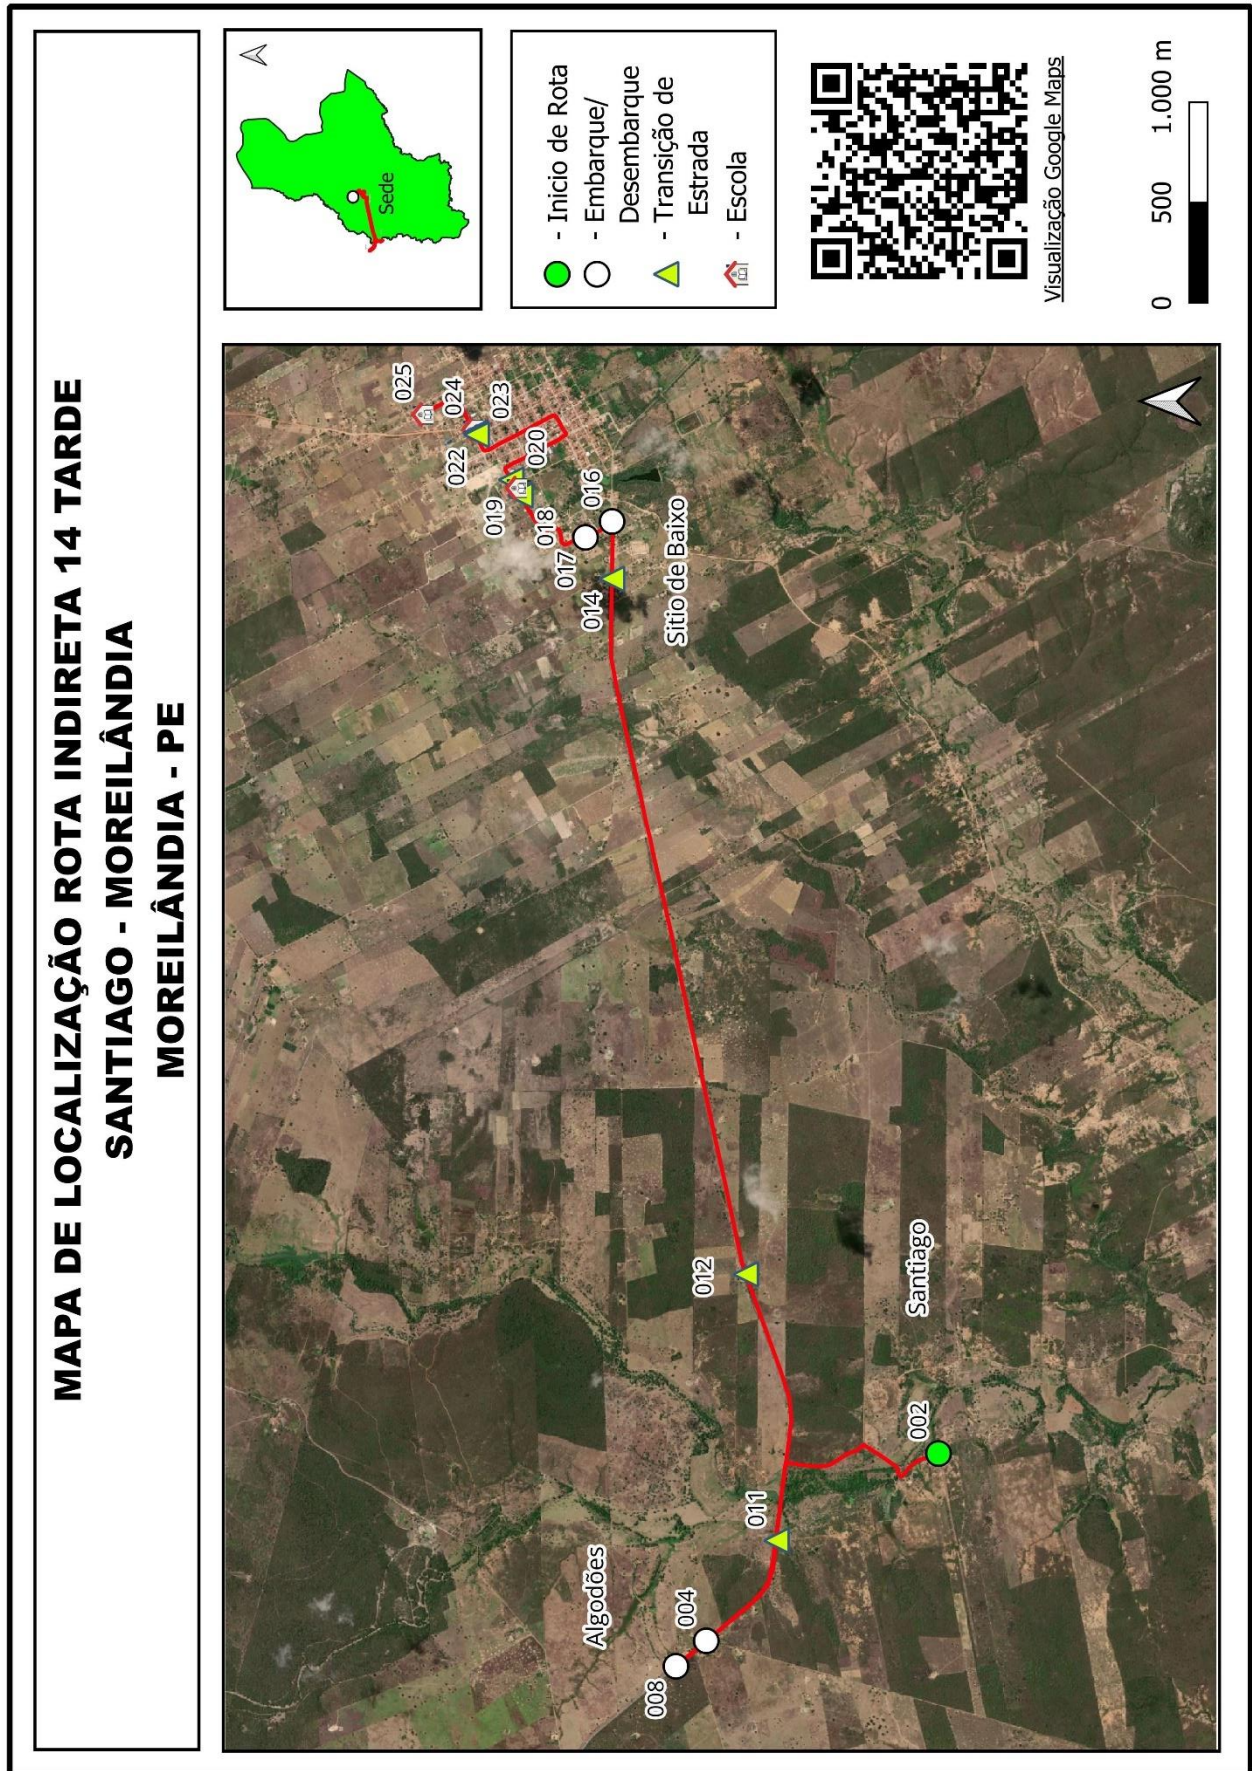 MAPA DE LOCALIZAÇÃO ROTA INDIRETA 14 TARDE
SANTIAGO - MOREILÂNDIA
MOREILÂNDIA - PE
008
004
Algodões
011
002
Santiago
012
014
Sitio de Baixo
017
016
018
019
020
022
023
024
025
Sede
- Inicio de Rota
- Embarque/
Desembarque
- Transição de
Estrada
- Escola
Visualização Google Maps
0 500 1.000 m